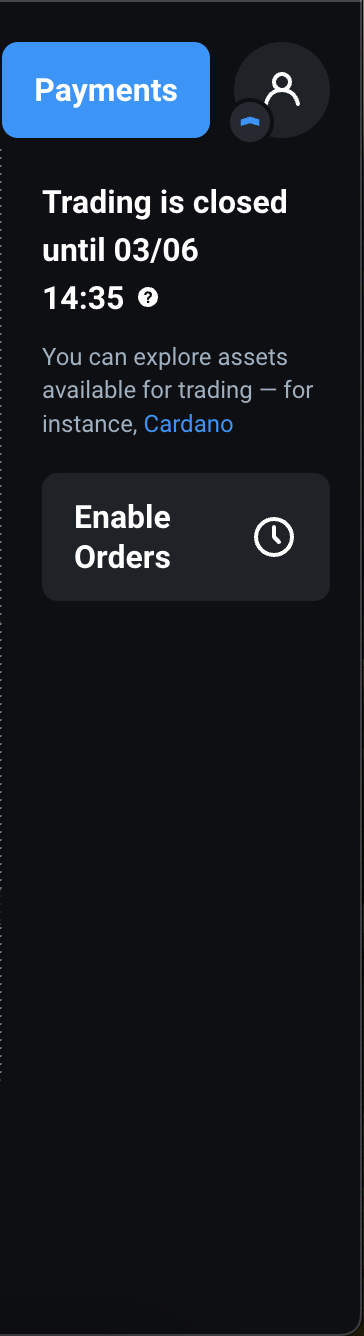 Payments
Trading is closed
until 03/06
14:35 ?
You can explore assets
available for trading — for
instance, Cardano
Enable
Orders